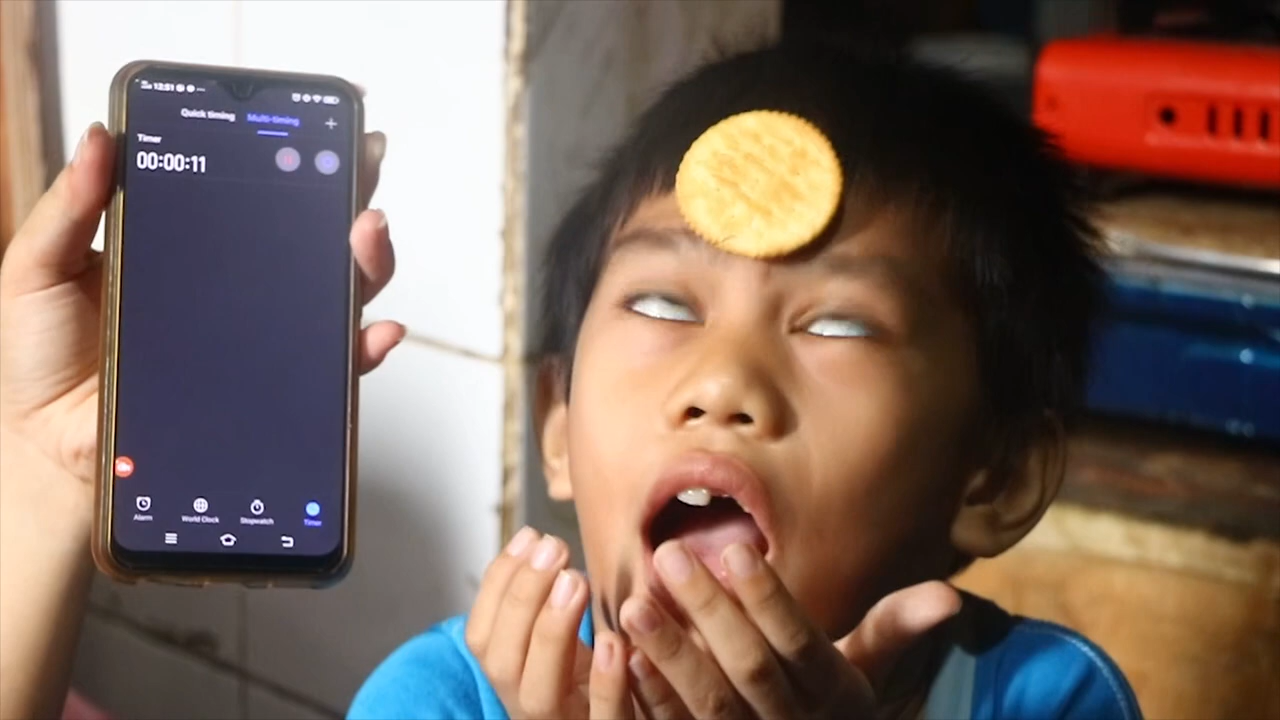 12:51
Quick timing Multi-timing +
Timer
00:00:11
Alarm World Clock Stopwatch Timer